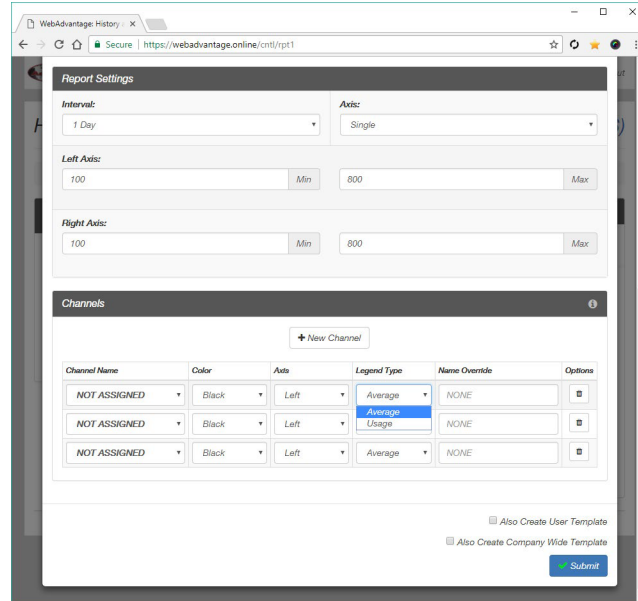 WebAdvantage: History
Secure | https://webadvantage.online/cntl/rpt1
Report Settings
Interval: Axis:
1 Day Single
Left Axis:
100 Min 800 Max
Right Axis:
100 Min 800 Max
Channels
+ New Channel
Channel Name Color Axis Legend Type Name Override Options
NOT ASSIGNED Black Left Average NONE
Average
NOT ASSIGNED Black Left Usage NONE
NOT ASSIGNED Black Left Average NONE
Also Create User Template
Also Create Company Wide Template
Submit